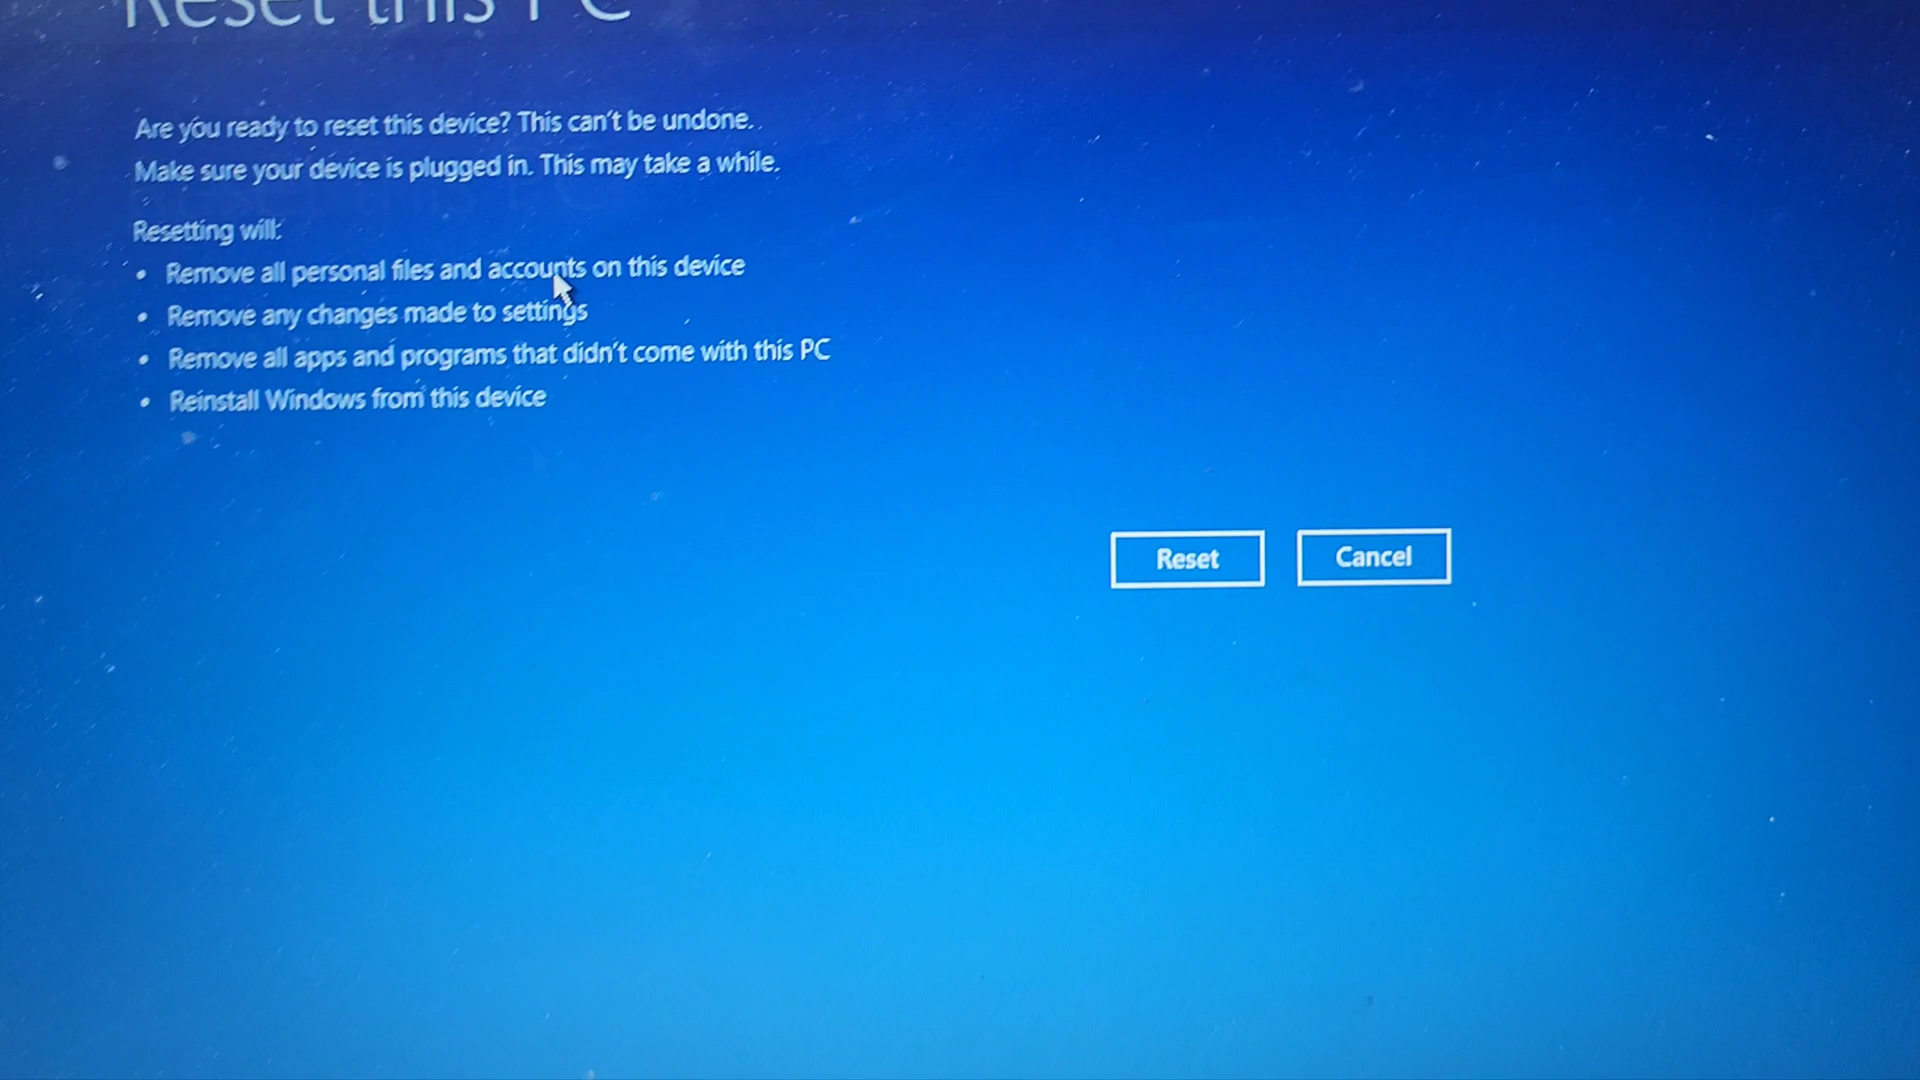 Reset this PC
Are you ready to reset this device? This can't be undone.
Make sure your device is plugged in. This may take a while.
Resetting will:
• Remove all personal files and accounts on this device
• Remove any changes made to settings
• Remove all apps and programs that didn't come with this PC
• Reinstall Windows from this device
Reset
Cancel